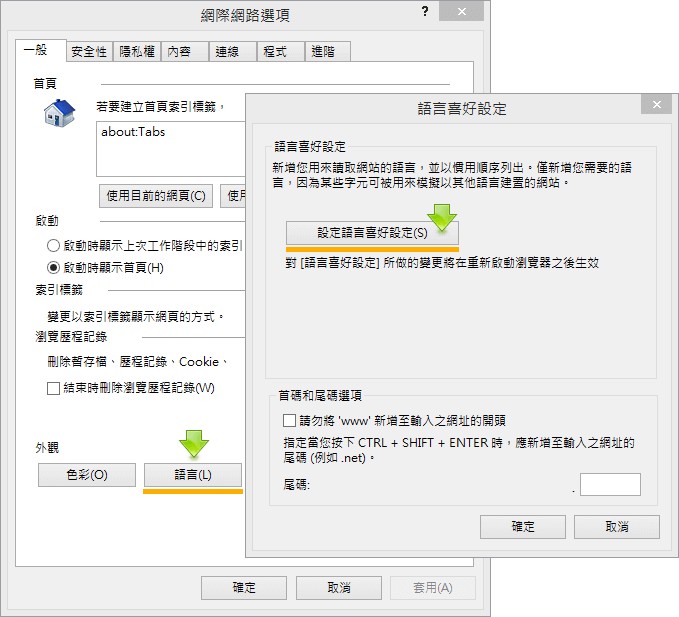 網際網路選項
?
一般
安全性
隱私權
內容
連線
程式
進階
首頁
若要建立首頁索引標籤，
about:Tabs
使用目前的網頁(C)
使用
啟動
啟動時顯示上次工作階段中的索引
啟動時顯示首頁(H)
索引標籤
變更以索引標籤顯示網頁的方式。
瀏覽歷程記錄
刪除暫存檔、歷程記錄、Cookie、
結束時刪除瀏覽歷程記錄(W)
外觀
色彩(O)
語言(L)
確定
取消
套用(A)
語言喜好設定
語言喜好設定
新增您用來讀取網站的語言，並以慣用順序列出。僅新增您需要的語
言，因為某些字元可被用來模擬以其他語言建置的網站。
設定語言喜好設定(S)
對 [語言喜好設定] 所做的變更將在重新啟動瀏覽器之後生效
首碼和尾碼選項
請勿將 'www' 新增至輸入之網址的開頭
指定當您按下 CTRL + SHIFT + ENTER 時，應新增至輸入之網址的
尾碼 (例如 .net)。
尾碼:
.
確定
取消